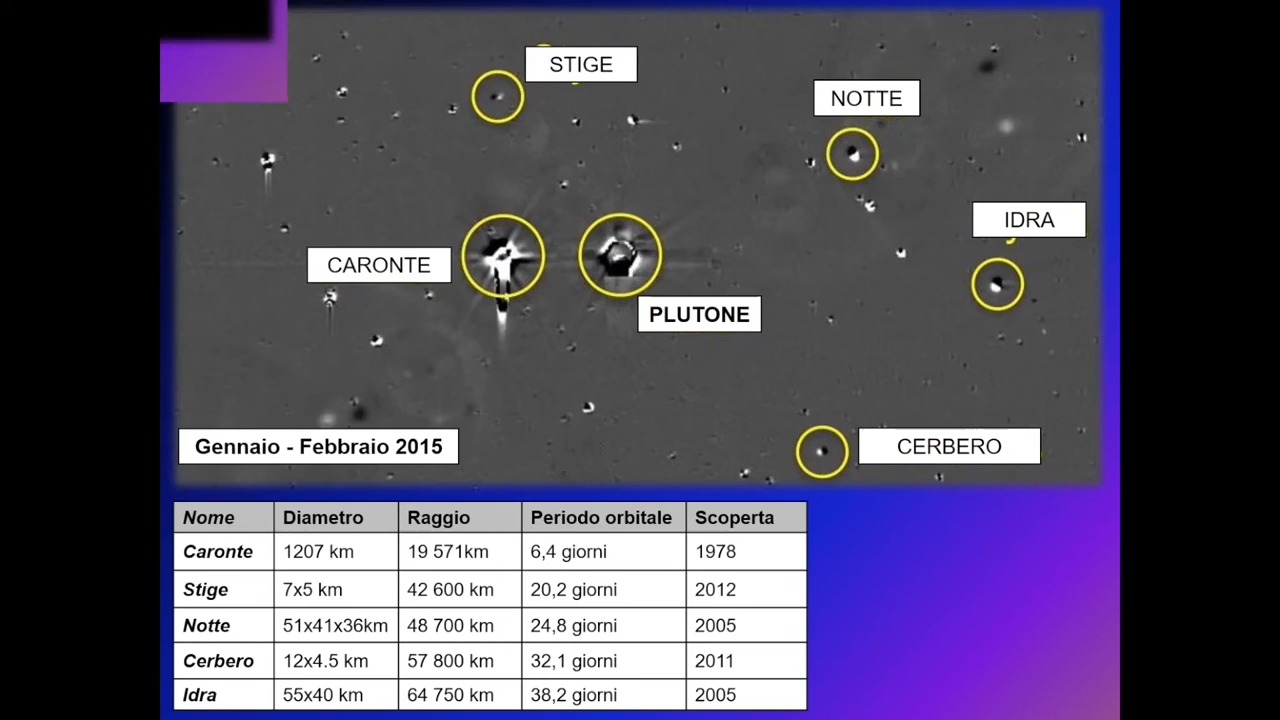 STIGE
NOTTE
IDRA
CARONTE
PLUTONE
Gennaio - Febbraio 2015
CERBERO
Nome Diametro Raggio Periodo orbitale Scoperta
Caronte 1207 km 19 571km 6,4 giorni 1978
Stige 7x5 km 42 600 km 20,2 giorni 2012
Notte 51x41x36km 48 700 km 24,8 giorni 2005
Cerbero 12x4.5 km 57 800 km 32,1 giorni 2011
Idra 55x40 km 64 750 km 38,2 giorni 2005